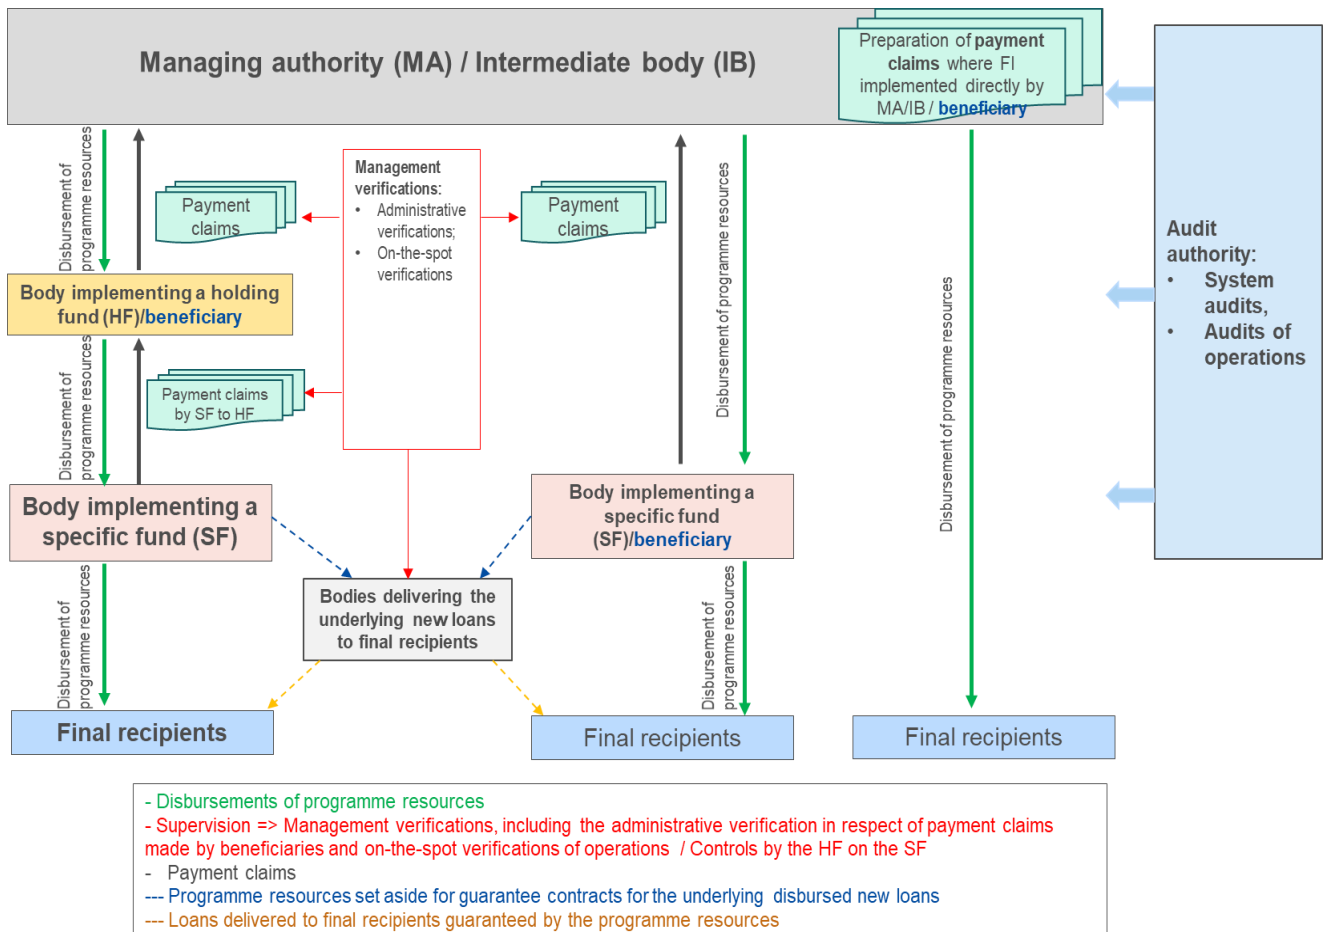 Managing authority (MA) / Intermediate body (IB)
Preparation of payment
claims where FI
implemented directly by
MA/IB / beneficiary
Disbursement of
programme resources
Payment
claims
Management
verifications:
• Administrative
verifications;
• On-the-spot
verifications
Payment
claims
Disbursement of programme resources
Disbursement of programme resources
Audit
authority:
• System
audits,
• Audits of
operations
Body implementing a holding
fund (HF)/beneficiary
Disbursement of
programme resources
Payment claims
by SF to HF
Body implementing a
specific fund (SF)
Body implementing a
specific fund
(SF)/beneficiary
Bodies delivering the
underlying new loans
to final recipients
Disbursement of
programme resources
Disbursement of
programme resources
Final recipients
Final recipients
Final recipients
- Disbursements of programme resources
- Supervision => Management verifications, including the administrative verification in respect of payment claims
made by beneficiaries and on-the-spot verifications of operations / Controls by the HF on the SF
- Payment claims
--- Programme resources set aside for guarantee contracts for the underlying disbursed new loans
--- Loans delivered to final recipients guaranteed by the programme resources